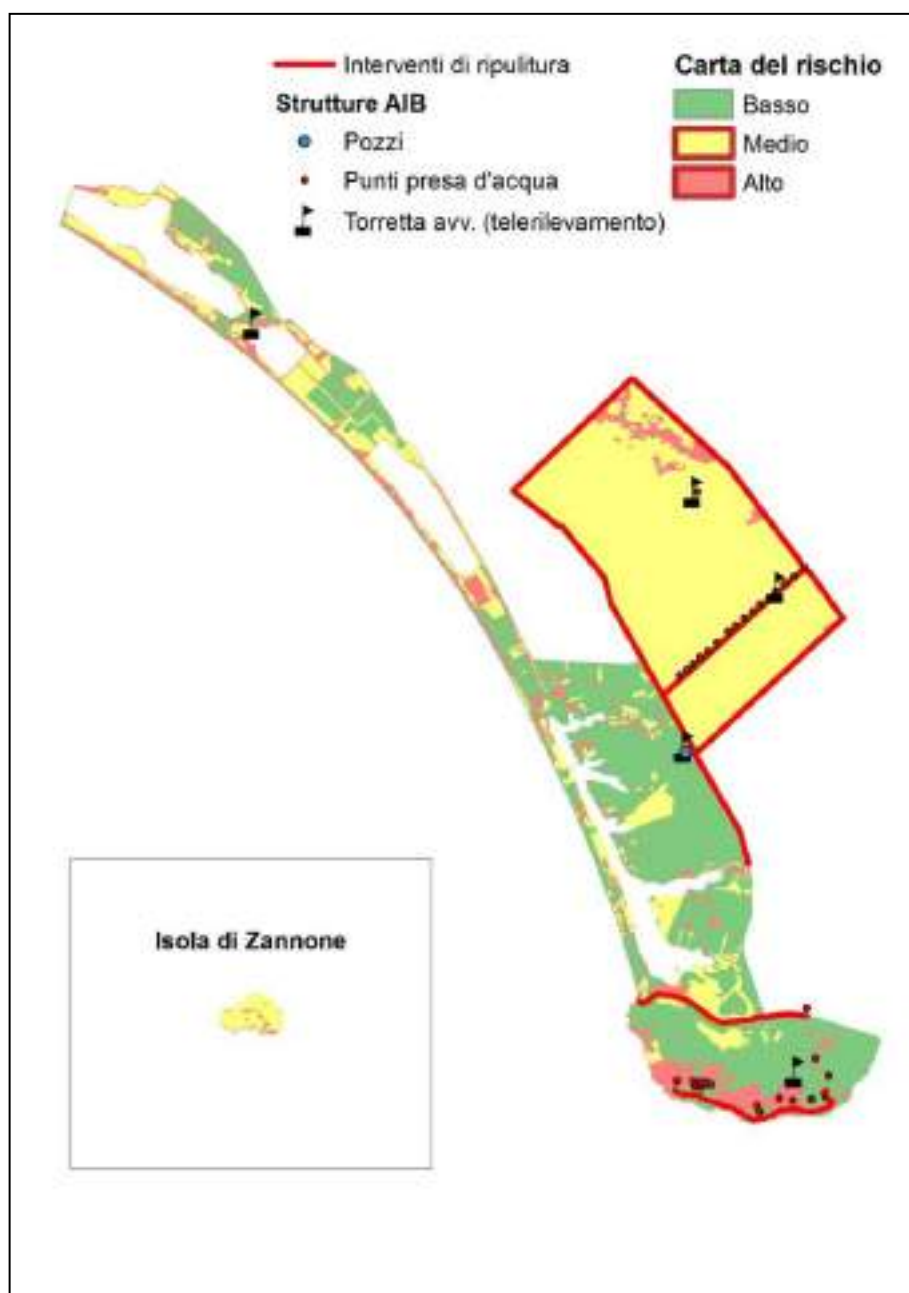 Interventi di ripulitura
Strutture AIB
Pozzi
Punti presa d'acqua
Torretta avv. (telerilevamento)
Carta del rischio
Basso
Medio
Alto
Isola di Zannone